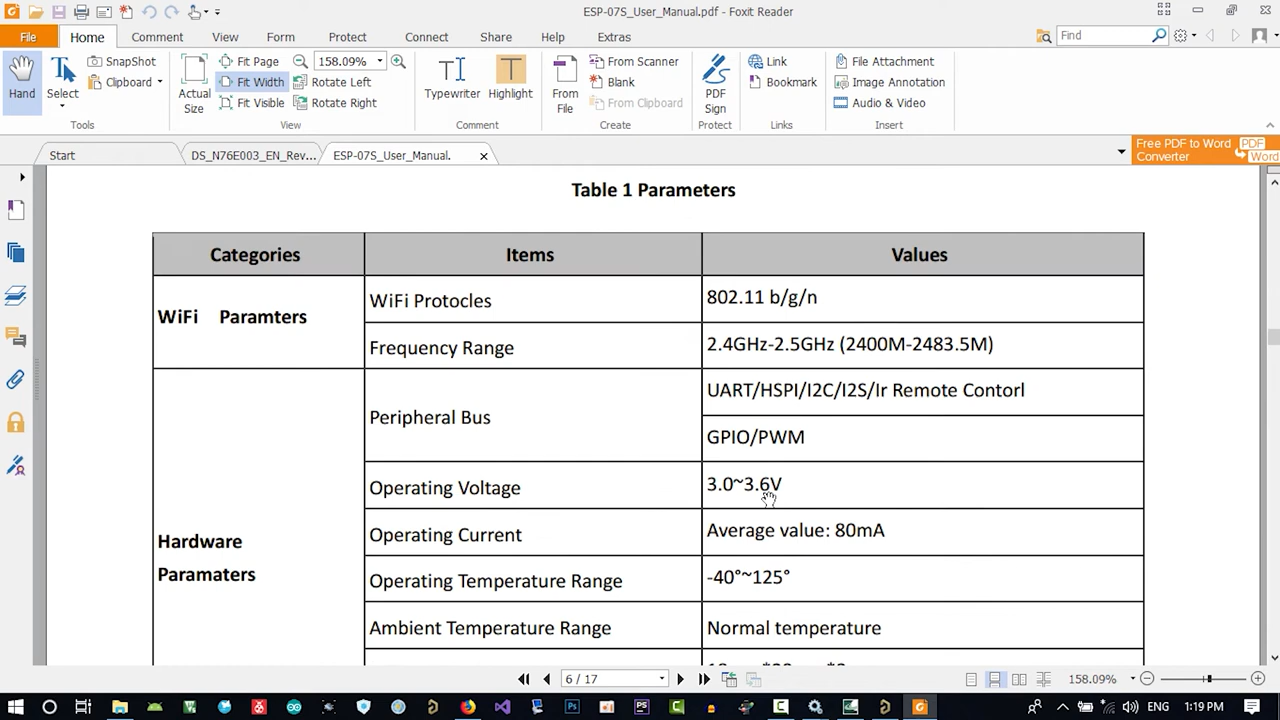 ESP-07S_User_Manual.pdf - Foxit Reader
File Home Comment View Form Protect Connect Share Help Extras Find
Hand
Select
SnapShot
Clipboard
Tools
Actual
Size
Fit Page
Fit Width
Fit Visible
158.09%
Rotate Left
Rotate Right
View
Typewriter
Highlight
Comment
From
File
From Scanner
Blank
From Clipboard
Create
PDF
Sign
Protect
Link
Bookmark
Links
File Attachment
Image Annotation
Audio & Video
Insert
Start DS_N76E003_EN_Rev... ESP-07S_User_Manual.
Free PDF to Word
Converter
PDF
Word
Table 1 Parameters
Categories Items Values
WiFi Paramters
WiFi Protocles 802.11 b/g/n
Frequency Range 2.4GHz-2.5GHz (2400M-2483.5M)
Hardware
Paramaters
Peripheral Bus
UART/HSPI/I2C/I2S/Ir Remote Contorl
GPIO/PWM
Operating Voltage 3.0~3.6V
Operating Current Average value: 80mA
Operating Temperature Range -40°~125°
Ambient Temperature Range Normal temperature
6 / 17 158.09%
ENG 1:19 PM